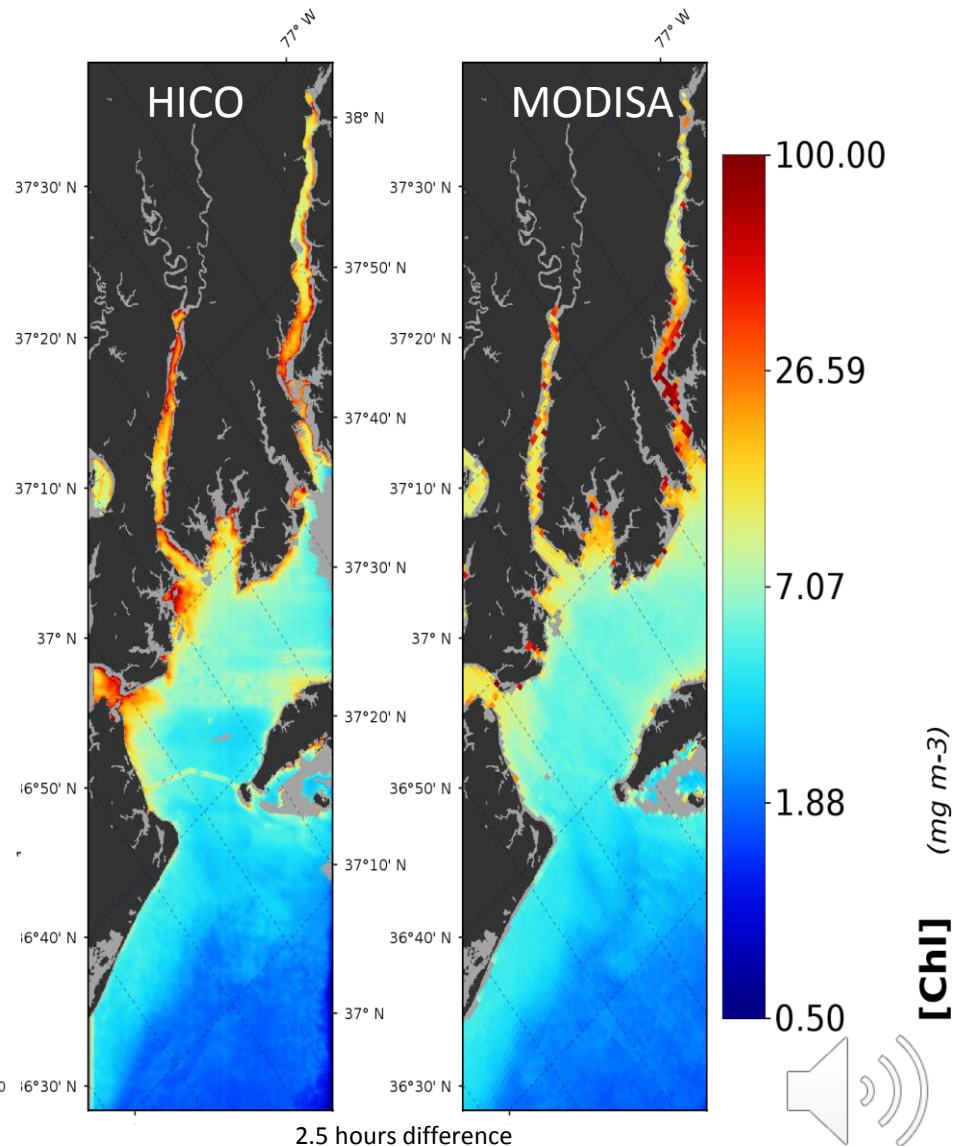 77° W
77° W
HICO
MODISA
38° N
37°30' N
37°30' N
37°50' N
37°20' N
37°20' N
37°40' N
37°10' N
37°10' N
37°30' N
37° N
37° N
37°20' N
36°50' N
36°50' N
37°10' N
36°40' N
36°40' N
37° N
36°30' N
36°30' N
100.00
26.59
7.07
1.88
0.50
[Chl] (mg m-3)
2.5 hours difference